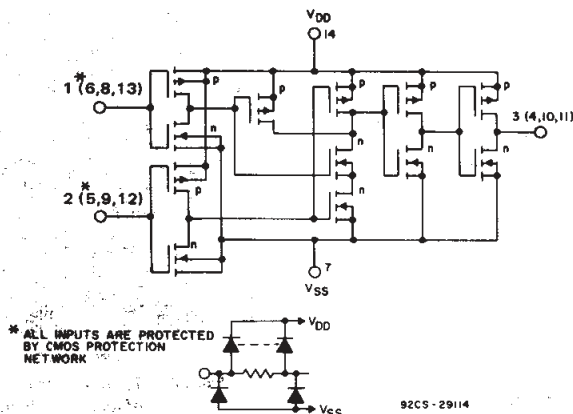 VDD
14
p
p
p
p
p
1 * (6,8,13)
n
3 (4,10,11)
2 * (5,9,12)
p
n
n
n
n
n
7
VSS
* ALL INPUTS ARE PROTECTED
BY CMOS PROTECTION
NETWORK
VDD
VSS
92CS-29114